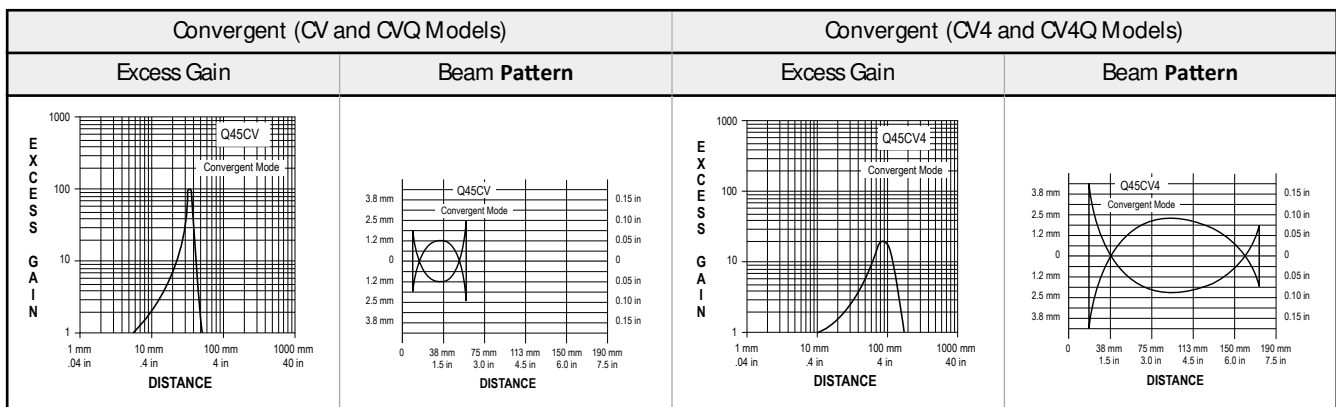 Convergent (CV and CVQ Models)
Convergent (CV4 and CV4Q Models)
Excess Gain
Beam Pattern
Excess Gain
Beam Pattern
1000
100
10
1
E
X
C
E
S
S
G
A
I
N
Q45CV
Convergent Mode
1 mm
.04 in
10 mm
.4 in
100 mm
4 in
1000 mm
40 in
DISTANCE
Q45CV
Convergent Mode
3.8 mm
2.5 mm
1.2 mm
0
1.2 mm
2.5 mm
3.8 mm
0.15 in
0.10 in
0.05 in
0
0.05 in
0.10 in
0.15 in
0
38 mm
1.5 in
75 mm
3.0 in
113 mm
4.5 in
150 mm
6.0 in
190 mm
7.5 in
DISTANCE
1000
100
10
1
E
X
C
E
S
S
G
A
I
N
Q45CV4
Convergent Mode
1 mm
.04 in
10 mm
.4 in
100 mm
4 in
1000 mm
40 in
DISTANCE
Q45CV4
Convergent Mode
3.8 mm
2.5 mm
1.2 mm
0
1.2 mm
2.5 mm
3.8 mm
0.15 in
0.10 in
0.05 in
0
0.05 in
0.10 in
0.15 in
0
38 mm
1.5 in
75 mm
3.0 in
113 mm
4.5 in
150 mm
6.0 in
190 mm
7.5 in
DISTANCE